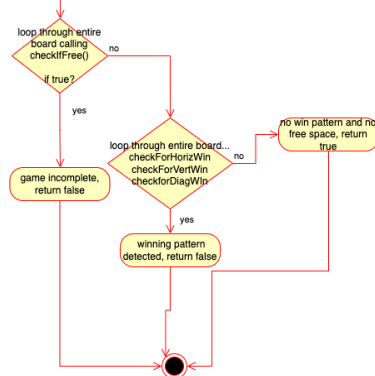 loop through entire
board calling
checkIfFree()
if true?
no
yes
loop through entire board...
checkForHorizWin
checkForVertWin
checkforDiagWIn
no
no win pattern and no
free space, return
true
game incomplete,
return false
yes
winning pattern
detected, return false